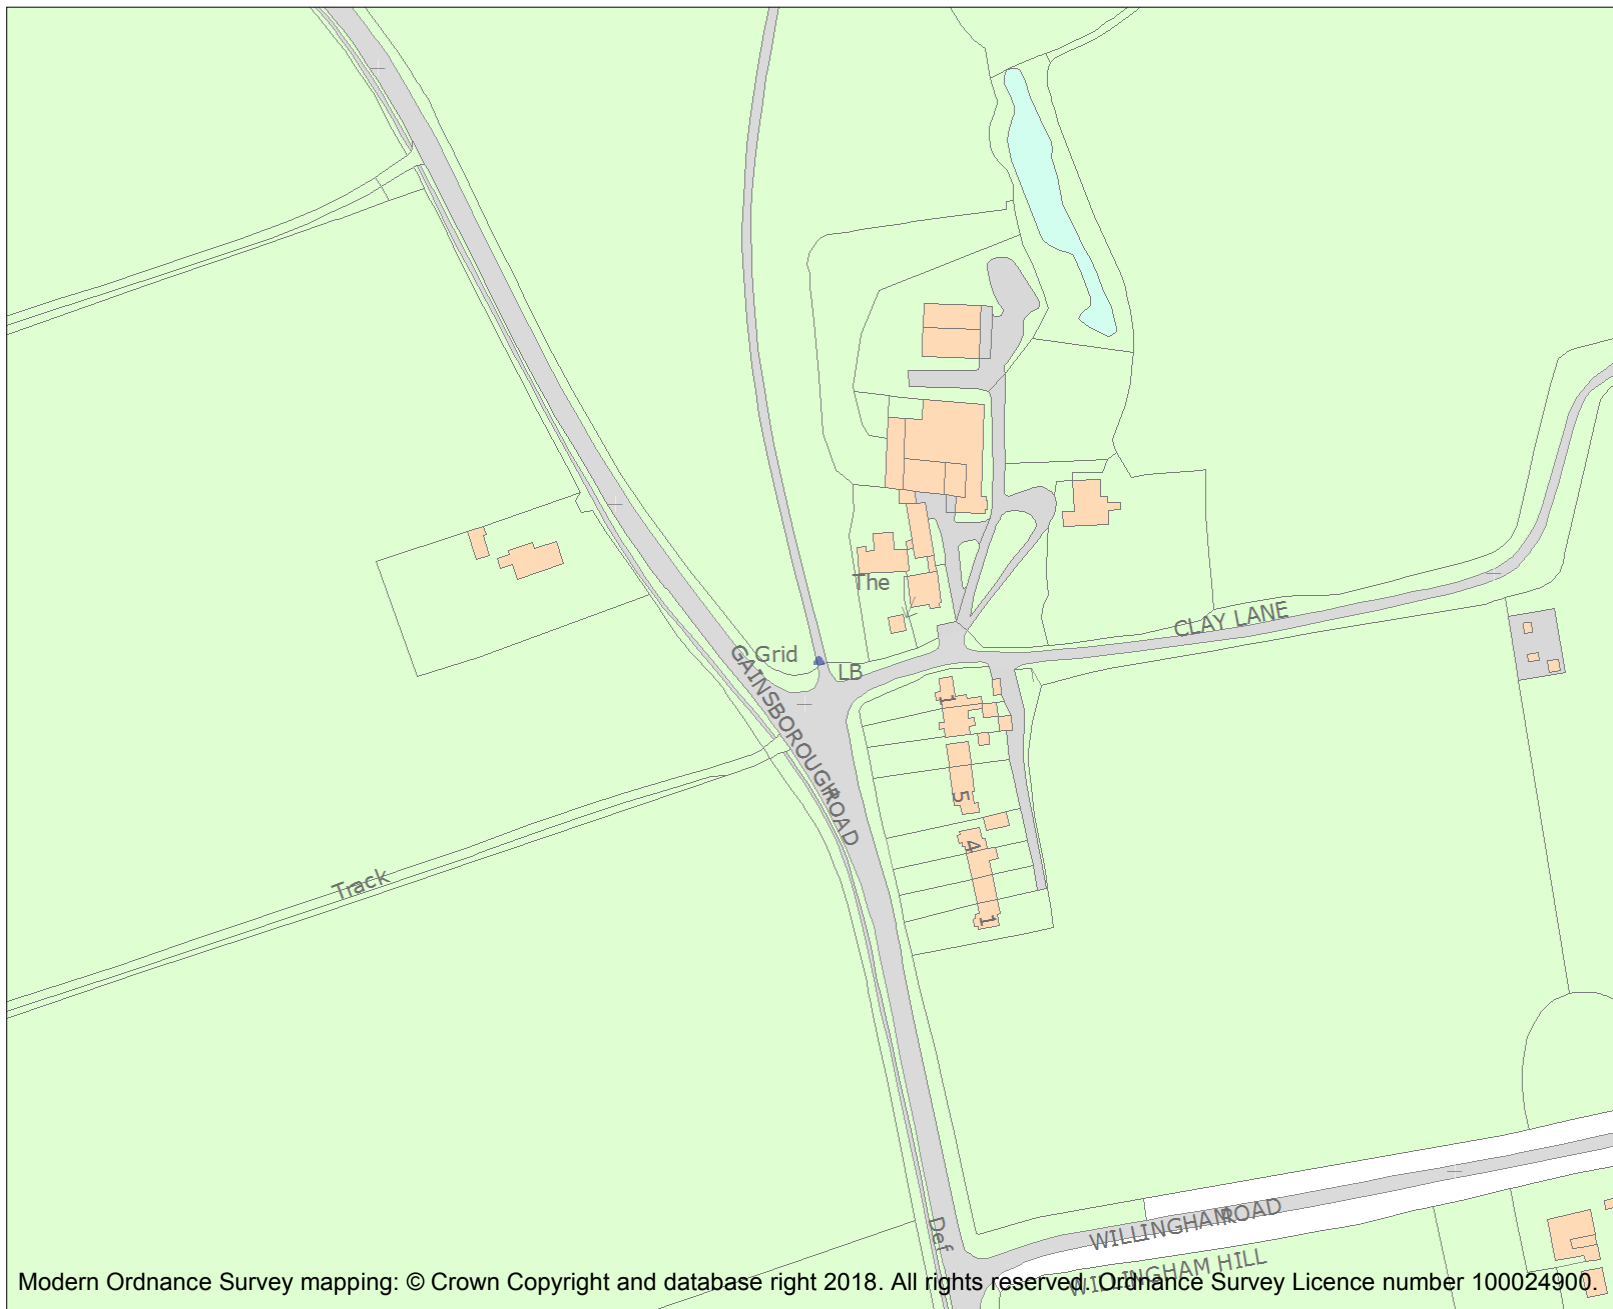 The
CLAY LANE
Grid
LB
GAINSBOROUGH ROAD
1
5
4
1
Track
Def
WILLINGHAM ROAD
WILLINGHAM HILL
Modern Ordnance Survey mapping: © Crown Copyright and database right 2018. All rights reserved. Ordnance Survey Licence number 100024900.